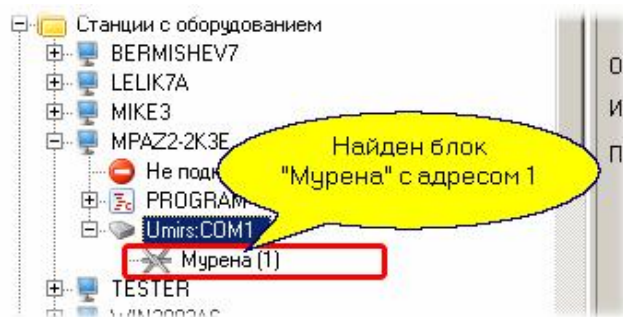 Станции с оборудованием
BERMISHEV7
LELIK7A
MIKE3
MPAZ2-2K3E
Не
PROGRAM
Umirs:COM1
Мурена (1)
TESTER
Найден блок
"Мурена" с адресом 1